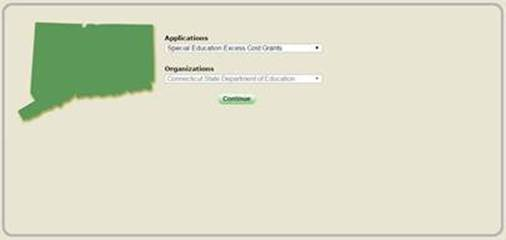 Applications
Special Education Excess Cost Grants
Organizations
Connecticut State Department of Education
Continue